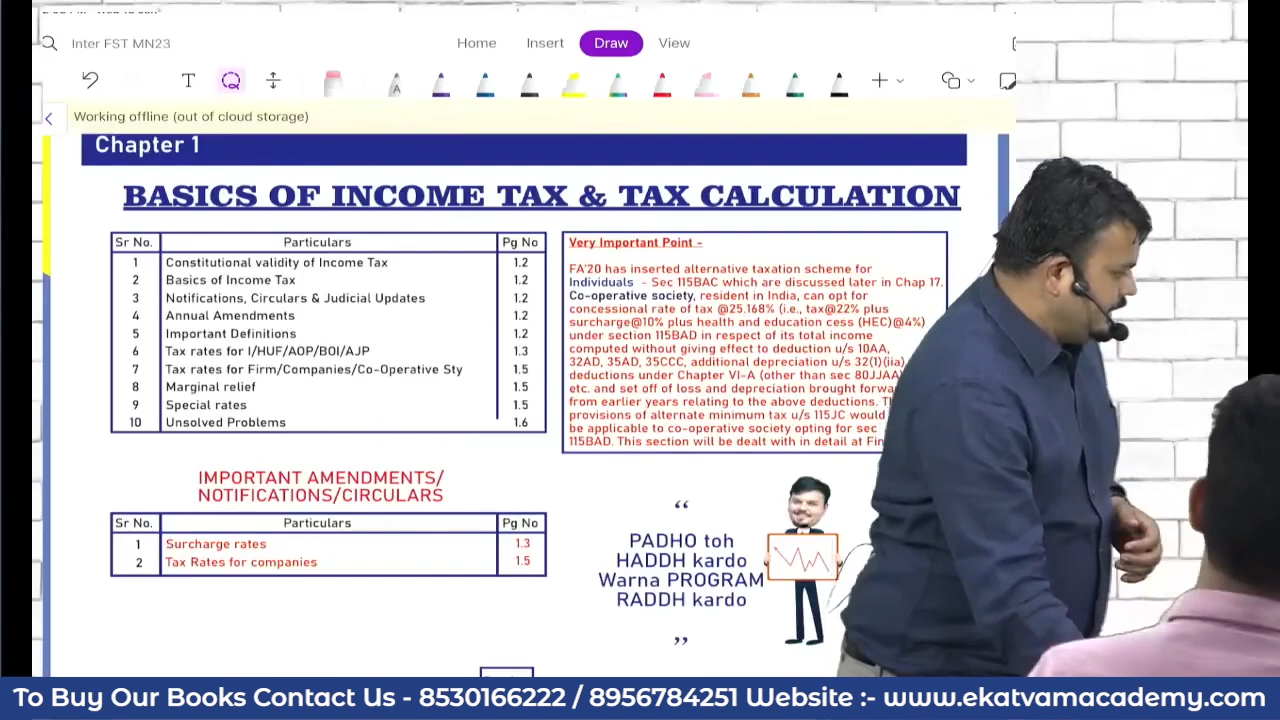 Inter FST MN23
Home Insert Draw View
T
A
Working offline (out of cloud storage)
Chapter 1
BASICS OF INCOME TAX & TAX CALCULATION
Sr No. Particulars Pg No
1 Constitutional validity of Income Tax 1.2
2 Basics of Income Tax 1.2
3 Notifications, Circulars & Judicial Updates 1.2
4 Annual Amendments 1.2
5 Important Definitions 1.2
6 Tax rates for I/HUF/AOP/BOI/AJP 1.3
7 Tax rates for Firm/Companies/Co-Operative Sty 1.5
8 Marginal relief 1.5
9 Special rates 1.5
10 Unsolved Problems 1.6
Very Important Point -
FA'20 has inserted alternative taxation scheme for
Individuals - Sec 115BAC which are discussed later in Chap 17.
Co-operative society, resident in India, can opt for
concessional rate of tax @25.168% (i.e., tax@22% plus
surcharge@10% plus health and education cess (HEC)@4%)
under section 115BAD in respect of its total income
computed without giving effect to deduction u/s 10AA,
32AD, 35AD, 35CCC, additional depreciation u/s 32(1)(iia)
deductions under Chapter VI-A (other than sec 80JJAA)
etc. and set off of loss and depreciation brought
from earlier years relating to the above deductions.
provisions of alternate minimum tax u/s 115JC would
be applicable to co-operative society opting for sec
115BAD. This section will be dealt with in detail at
IMPORTANT AMENDMENTS/
NOTIFICATIONS/CIRCULARS
Sr No. Particulars Pg No
1 Surcharge rates 1.3
2 Tax Rates for companies 1.5
“
PADHO toh
HADDH kardo
Warna PROGRAM
RADDH kardo
”
To Buy Our Books Contact Us - 8530166222 / 8956784251 Website :- www.ekatvamacademy.com